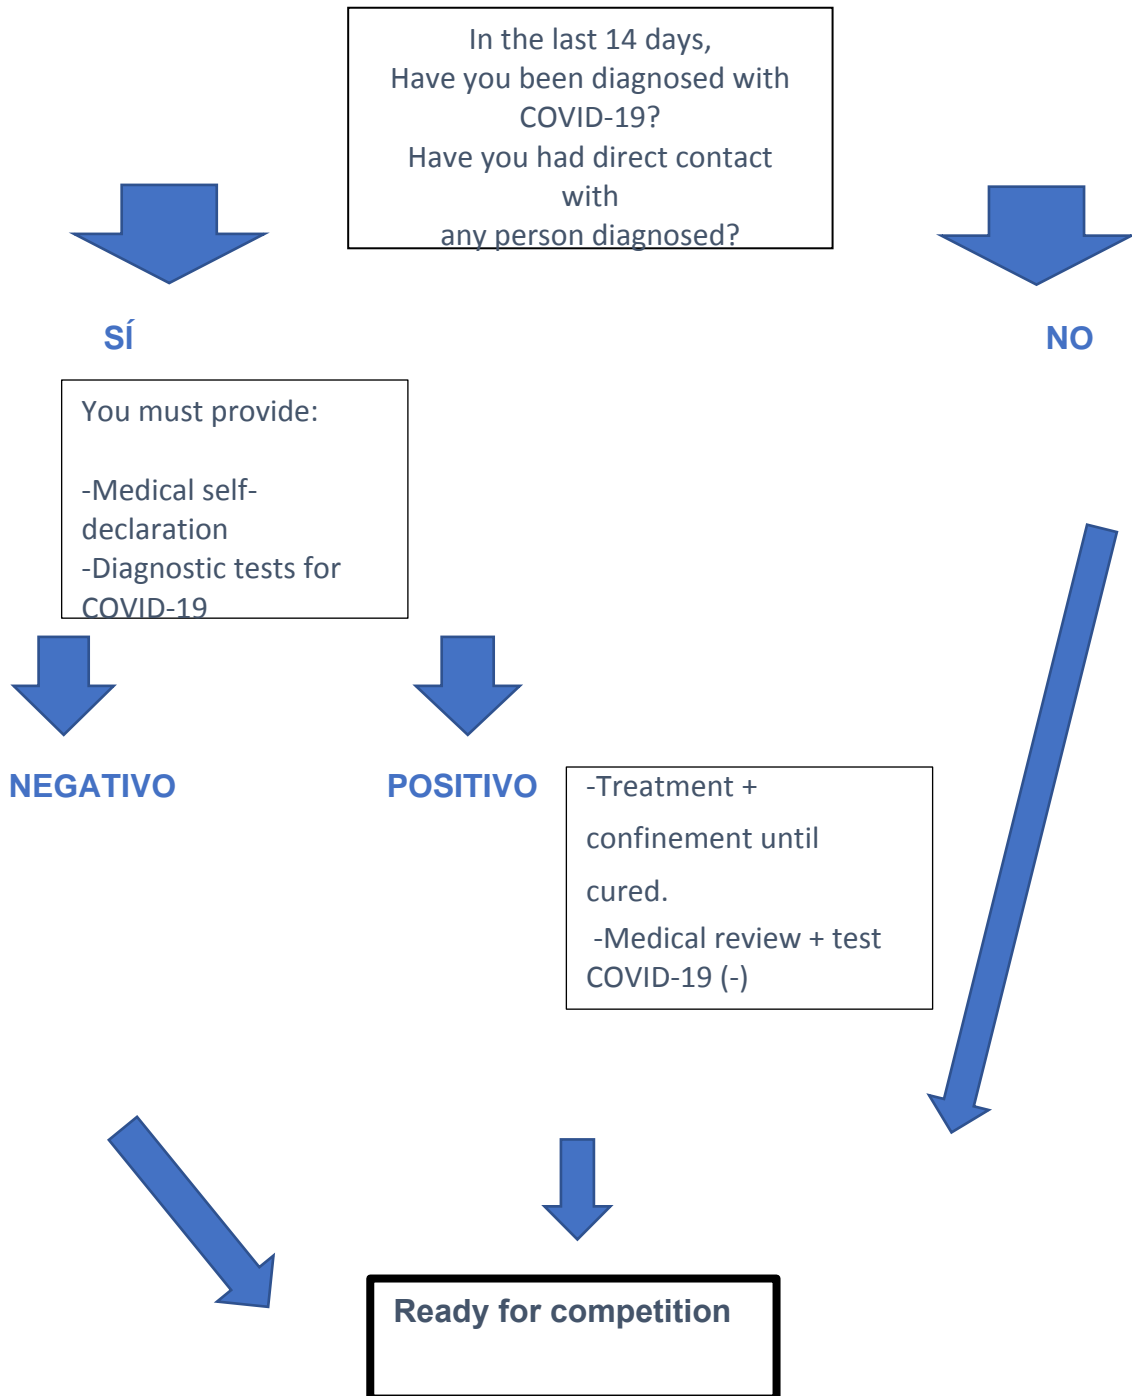 In the last 14 days,
Have you been diagnosed with
COVID-19?
Have you had direct contact
with
any person diagnosed?
SÍ
NO
You must provide:
-Medical self-
declaration
-Diagnostic tests for
COVID-19
NEGATIVO
POSITIVO
-Treatment +
confinement until
cured.
-Medical review + test
COVID-19 (-)
Ready for competition